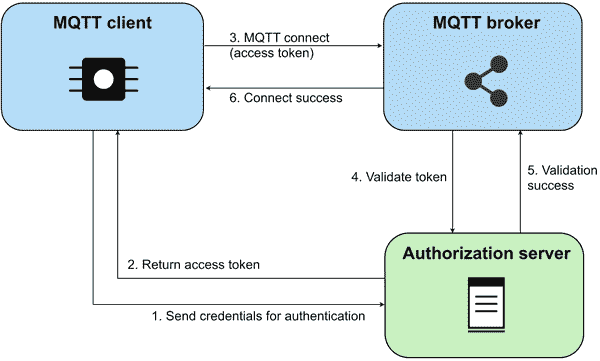 MQTT client
MQTT broker
3. MQTT connect
(access token)
6. Connect success
4. Validate token
5. Validation
success
Authorization server
2. Return access token
1. Send credentials for authentication